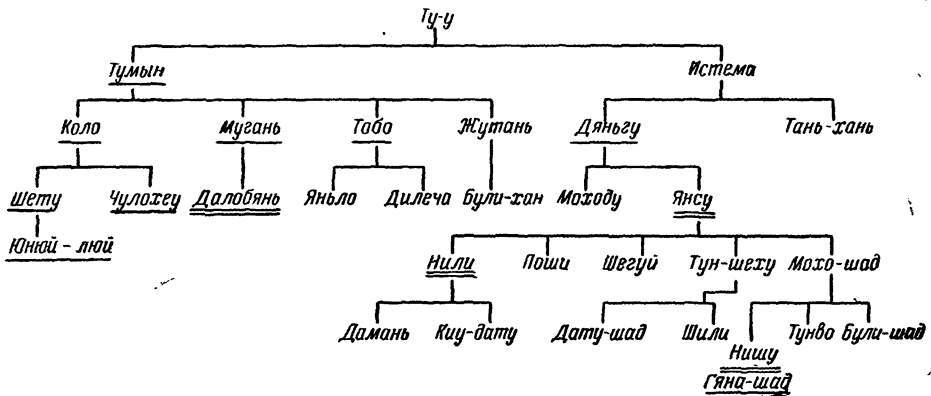 Ту-у
Тумын Истема
Коло Мугань Тобо Жутань Дяньгу Тань-хань
Шету Чулохеу Далобянь Яньло Дилеча Були-хан Моходу Янсу
Юнюй-люй
Нили Поши Шегуй Тун-шеху Мохо-шад
Дамань Киу-дату Дату-шад Шили Нишу Тунво Були-шад
Гяна-шад